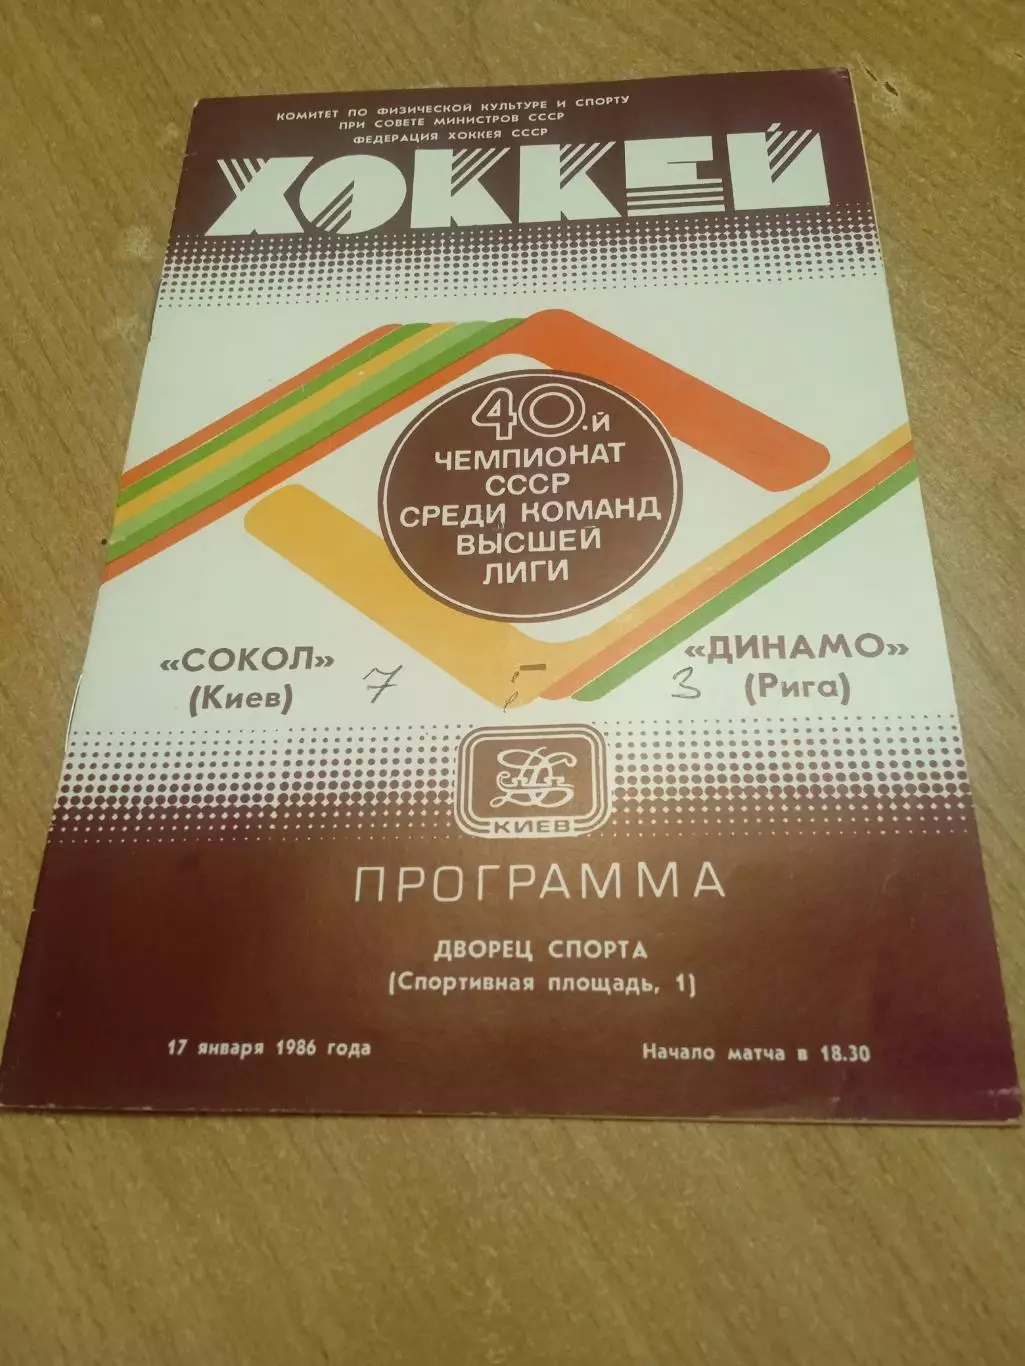 КОМИТЕТ ПО ФИЗИЧЕСКОЙ КУЛЬТУРЕ И СПОРТУ
ПРИ СОВЕТЕ МИНИСТРОВ СССР
ФЕДЕРАЦИЯ ХОККЕЯ СССР
ХОККЕЙ
40-й
ЧЕМПИОНАТ
СССР
СРЕДИ КОМАНД
ВЫСШЕЙ
ЛИГИ
«СОКОЛ» 7 - 3 «ДИНАМО»
(Киев) (Рига)
КИЕВ
ПРОГРАММА
ДВОРЕЦ СПОРТА
(Спортивная площадь, 1)
17 января 1986 года Начало матча в 18.30